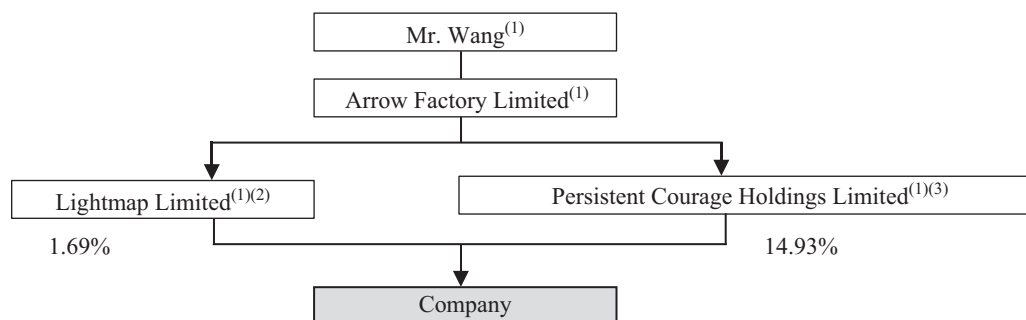 Mr. Wang(1)
Arrow Factory Limited(1)
Lightmap Limited(1)(2)
Persistent Courage Holdings Limited(1)(3)
1.69%
14.93%
Company